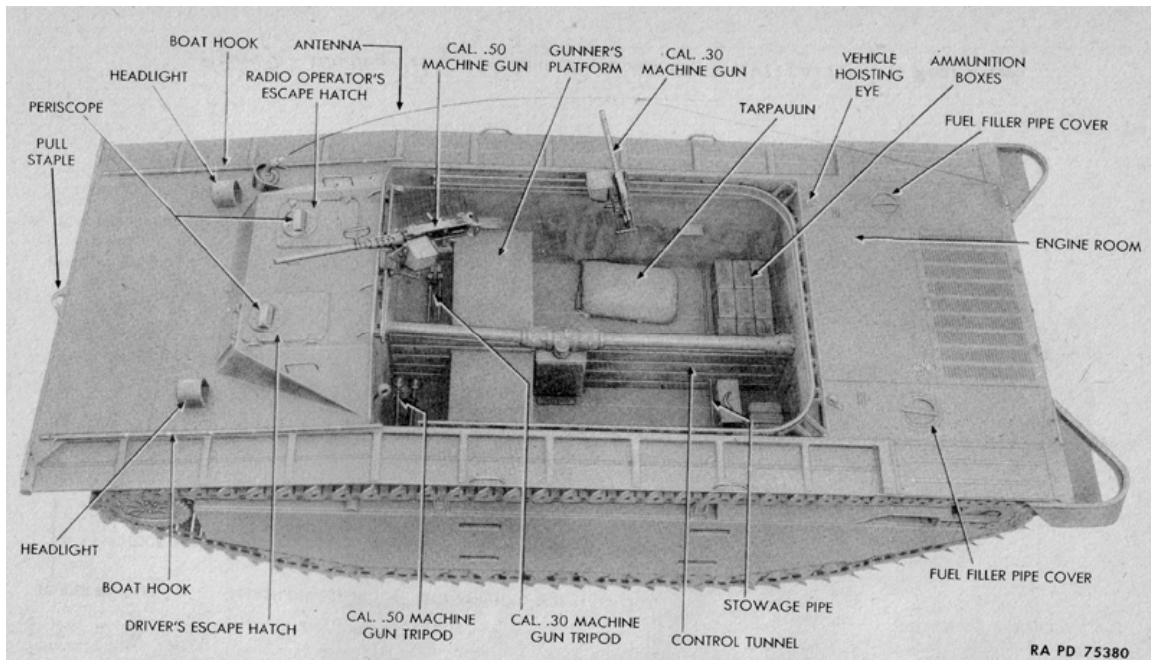 BOAT HOOK
ANTENNA
CAL. .50
MACHINE GUN
GUNNER'S
PLATFORM
CAL. .30
MACHINE GUN
VEHICLE
HOISTING
EYE
AMMUNITION
BOXES
HEADLIGHT
RADIO OPERATOR'S
ESCAPE HATCH
PERISCOPE
TARPAULIN
FUEL FILLER PIPE COVER
PULL
STAPLE
ENGINE ROOM
HEADLIGHT
BOAT HOOK
DRIVER'S ESCAPE HATCH
CAL. .50 MACHINE
GUN TRIPOD
CAL. .30 MACHINE
GUN TRIPOD
CONTROL TUNNEL
STOWAGE PIPE
FUEL FILLER PIPE COVER
RA PD 75380